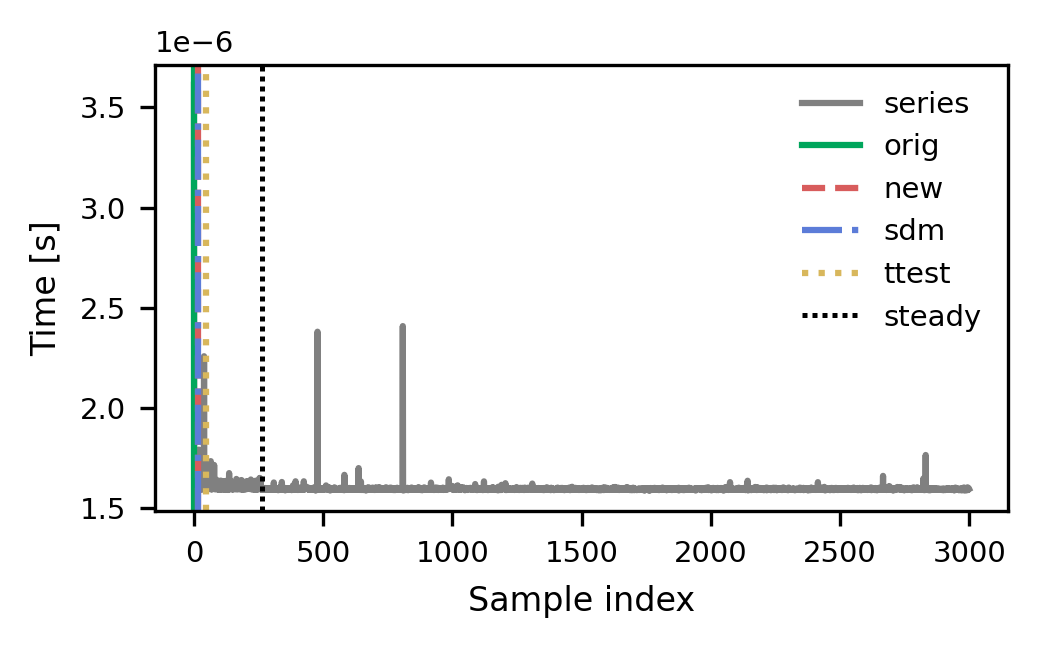 1e−6
3.5
3.0
2.5
2.0
1.5
Time [s]
0 500 1000 1500 2000 2500 3000
Sample index
series
orig
new
sdm
ttest
steady